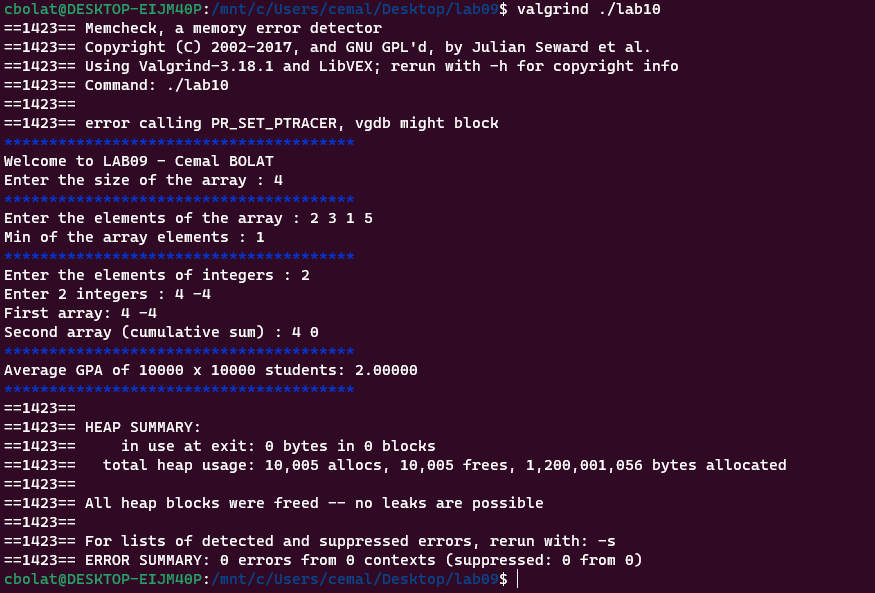 cbolat@DESKTOP-EIJM40P:/mnt/c/Users/cemal/Desktop/lab09$ valgrind ./lab10
==1423== Memcheck, a memory error detector
==1423== Copyright (C) 2002-2017, and GNU GPL'd, by Julian Seward et al.
==1423== Using Valgrind-3.18.1 and LibVEX; rerun with -h for copyright info
==1423== Command: ./lab10
==1423==
==1423== error calling PR_SET_PTRACER, vgdb might block
***************************************
Welcome to LAB09 - Cemal BOLAT
Enter the size of the array : 4
***************************************
Enter the elements of the array : 2 3 1 5
Min of the array elements : 1
***************************************
Enter the elements of integers : 2
Enter 2 integers : 4 -4
First array: 4 -4
Second array (cumulative sum) : 4 0
***************************************
Average GPA of 10000 x 10000 students: 2.00000
***************************************
==1423==
==1423== HEAP SUMMARY:
==1423==     in use at exit: 0 bytes in 0 blocks
==1423==   total heap usage: 10,005 allocs, 10,005 frees, 1,200,001,056 bytes allocated
==1423==
==1423== All heap blocks were freed -- no leaks are possible
==1423==
==1423== For lists of detected and suppressed errors, rerun with: -s
==1423== ERROR SUMMARY: 0 errors from 0 contexts (suppressed: 0 from 0)
cbolat@DESKTOP-EIJM40P:/mnt/c/Users/cemal/Desktop/lab09$